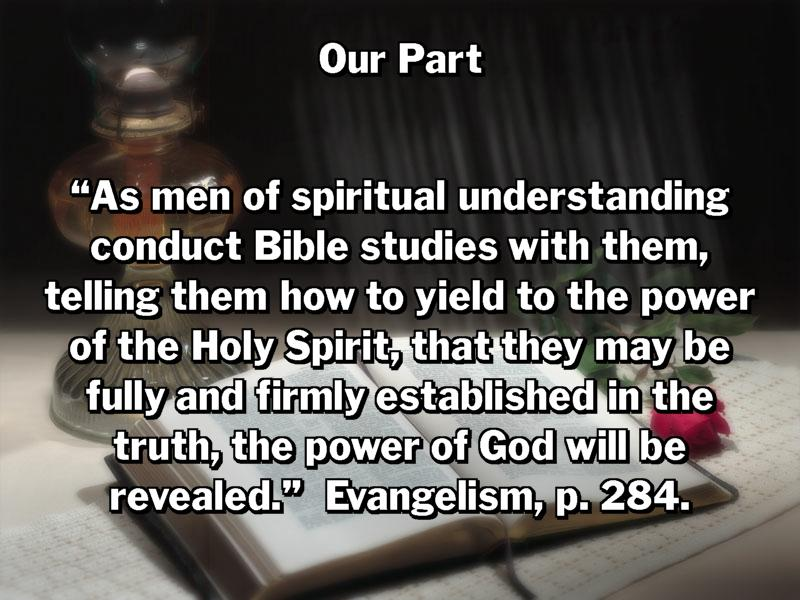 Our Part
“As men of spiritual understanding
conduct Bible studies with them,
telling them how to yield to the power
of the Holy Spirit, that they may be
fully and firmly established in the
truth, the power of God will be
revealed.”  Evangelism, p. 284.